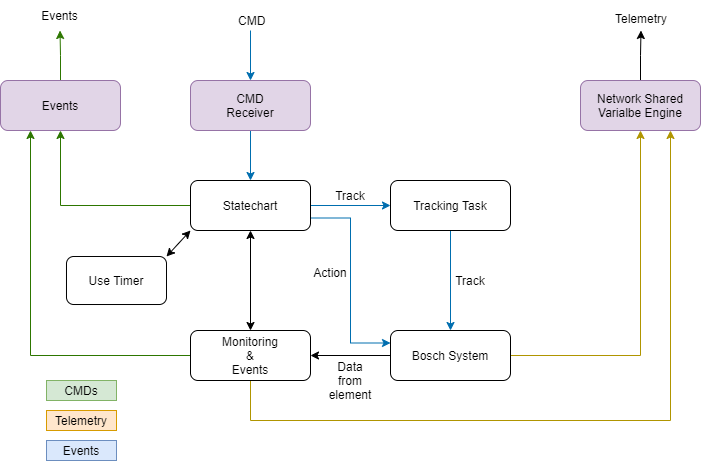 Events
CMD
Telemetry
Events
CMD
Receiver
Network Shared
Varialbe Engine
Statechart
Track
Tracking Task
Use Timer
Action
Track
Monitoring
&
Events
Data
from
element
Bosch System
CMDs
Telemetry
Events